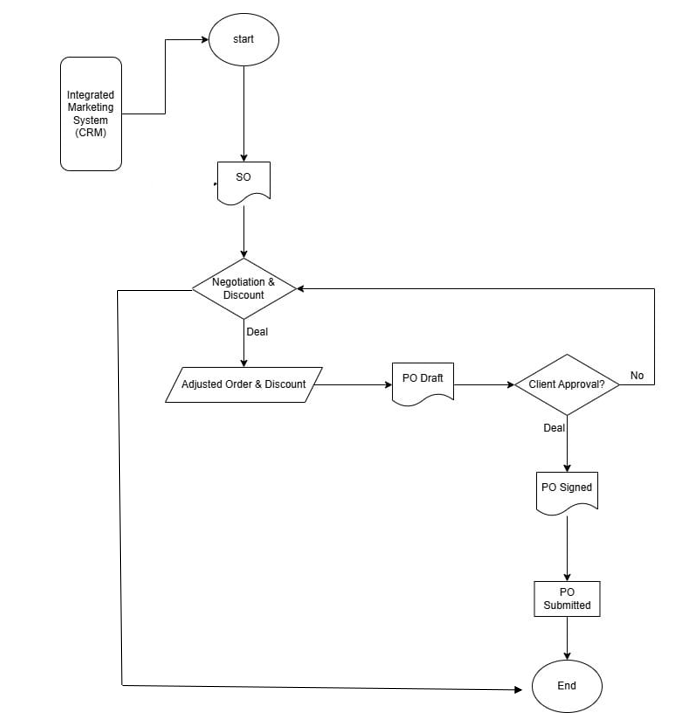 start
Integrated
Marketing
System
(CRM)
SO
Negotiation &
Discount
Deal
Adjusted Order & Discount
PO Draft
Client Approval?
No
Deal
PO Signed
PO
Submitted
End